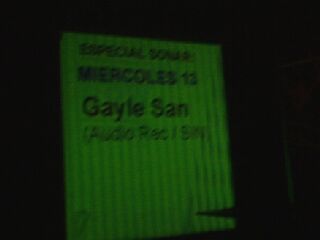 ESPECIAL SONAR:
MIERCOLES 13
Gayle San
(Audio Rec / SIN)